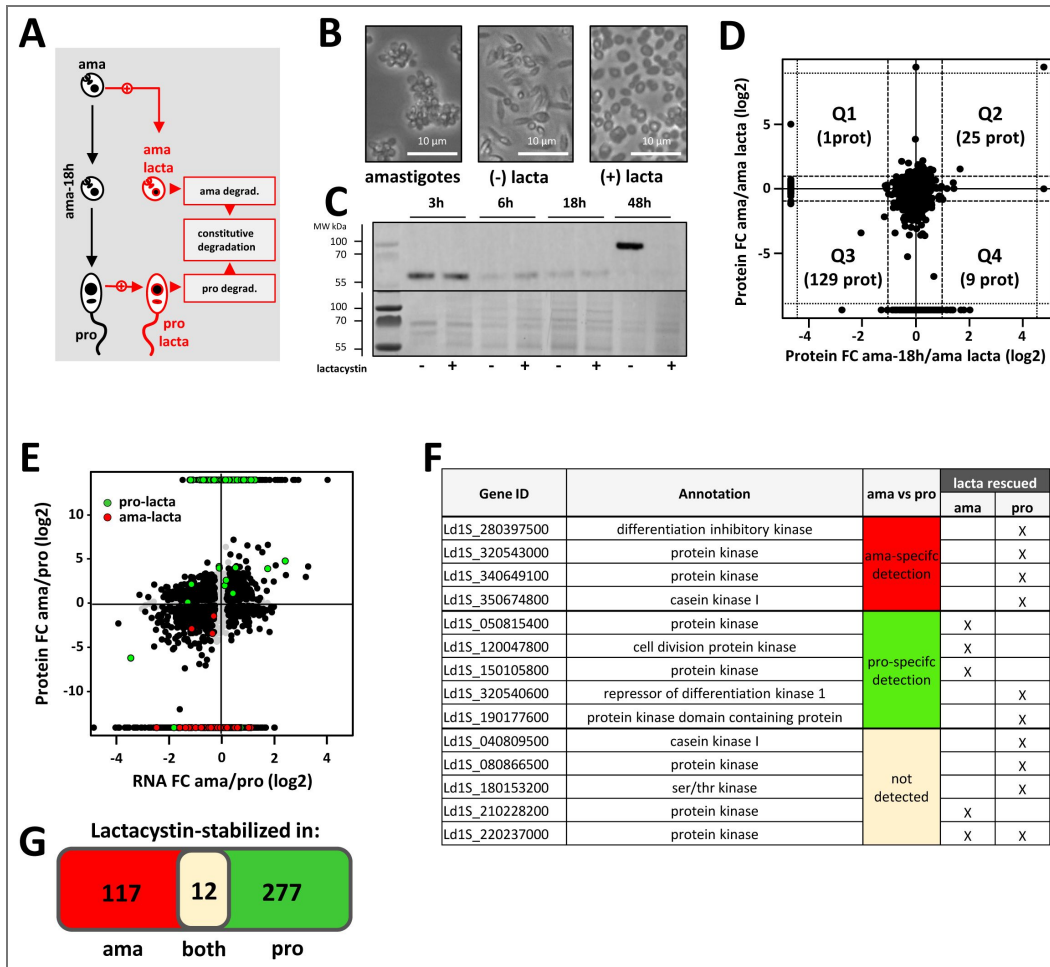 A
ama
ama-18h
ama
lacta
ama degrad.
constitutive
degradation
pro degrad.
pro
pro
lacta
B
10 µm
10 µm
10 µm
amastigotes
(-) lacta
(+) lacta
C
3h 6h 18h 48h
MW kDa
100
70
55
100
70
55
lactacystin - + - + - + - +
D
Protein FC ama/ama lacta (log2)
5
0
-5
Q1
(1prot)
Q2
(25 prot)
Q3
(129 prot)
Q4
(9 prot)
-4 -2 0 2 4
Protein FC ama-18h/ama lacta (log2)
E
Protein FC ama/pro (log2)
10
5
0
-5
-10
pro-lacta
ama-lacta
-4 -2 0 2 4
RNA FC ama/pro (log2)
F
Gene ID Annotation ama vs pro lacta rescued
ama pro
Ld1S_280397500 differentiation inhibitory kinase X
Ld1S_320543000 protein kinase X
ama-specifc
detection
Ld1S_340649100 protein kinase X
Ld1S_350674800 casein kinase I X
Ld1S_050815400 protein kinase X
Ld1S_120047800 cell division protein kinase X
pro-specifc
detection
Ld1S_150105800 protein kinase X
Ld1S_320540600 repressor of differentiation kinase 1 X
Ld1S_190177600 protein kinase domain containing protein X
Ld1S_040809500 casein kinase I X
Ld1S_080866500 protein kinase X
not
detected
Ld1S_180153200 ser/thr kinase X
Ld1S_210228200 protein kinase X
Ld1S_220237000 protein kinase X X
G
Lactacystin-stabilized in:
117 12 277
ama both pro